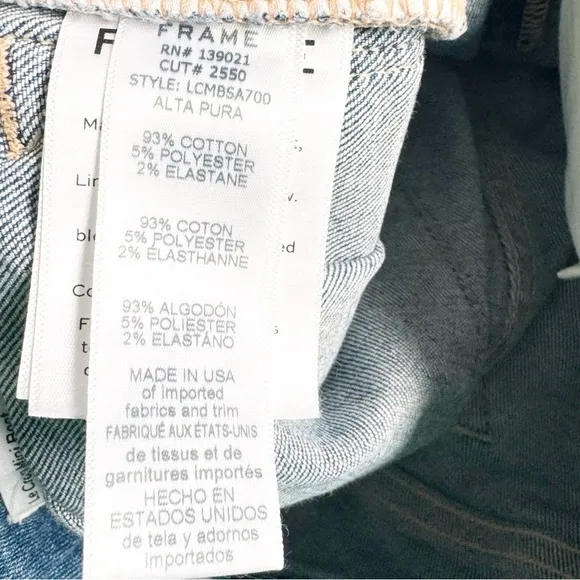 FRAME
RN# 139021
CUT# 2550
STYLE: LCMBSA700
ALTA PURA
93% COTTON
5% POLYESTER
2% ELASTANE
93% COTON
5% POLYESTER
2% ÉLASTHANNE
93% ALGODÓN
5% POLIESTER
2% ELASTANO
MADE IN USA
of imported
fabrics and trim
FABRIQUÉ AUX ÉTATS-UNIS
de tissus et de
garnitures importés
HECHO EN
ESTADOS UNIDOS
de tela y adornos
importados